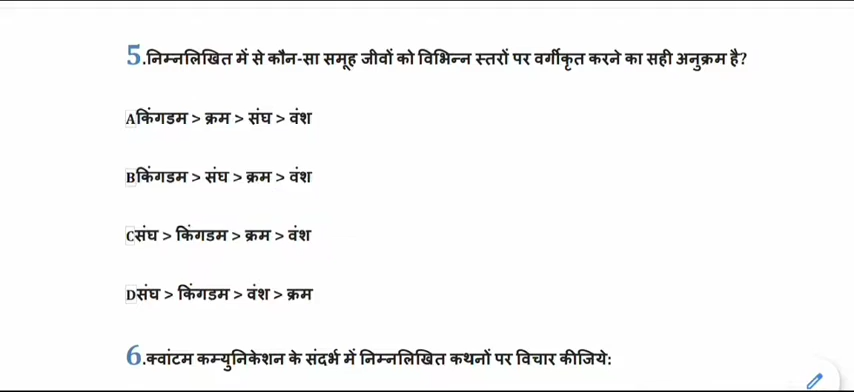 5.निम्नलिखित में से कौन-सा समूह जीवों को विभिन्न स्तरों पर वर्गीकृत करने का सही अनुक्रम है?
Aकिंगडम > क्रम > संघ > वंश
Bकिंगडम > संघ > क्रम > वंश
Cसंघ > किंगडम > क्रम > वंश
Dसंघ > किंगडम > वंश > क्रम
6.क्वांटम कम्युनिकेशन के संदर्भ में निम्नलिखित कथनों पर विचार कीजिये: